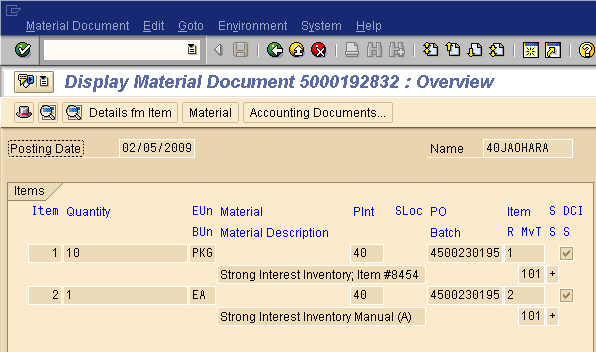 Material Document Edit Goto Environment System Help
Display Material Document 5000192832 : Overview
Details fm Item Material Accounting Documents...
Posting Date 02/05/2009 Name 40JAOHARA
Items
Item Quantity EUn Material Plnt SLoc PO Item S DCI
BUn Material Description Batch R MvT S S
1 10 PKG 40 4500230195 1
Strong Interest Inventory; Item #8454 101 +
2 1 EA 40 4500230195 2
Strong Interest Inventory Manual (A) 101 +